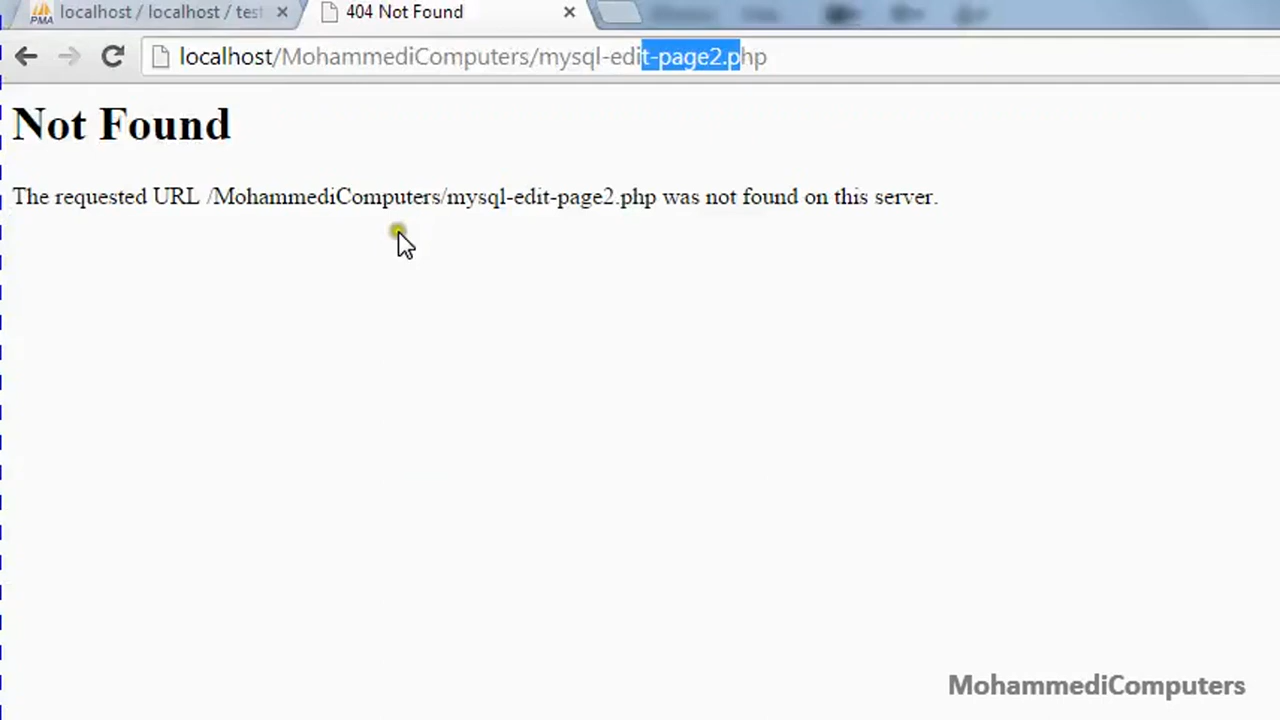 PMA localhost / localhost / test
404 Not Found
localhost/MohammediComputers/mysql-edit-page2.php
Not Found
The requested URL /MohammediComputers/mysql-edit-page2.php was not found on this server.
MohammediComputers